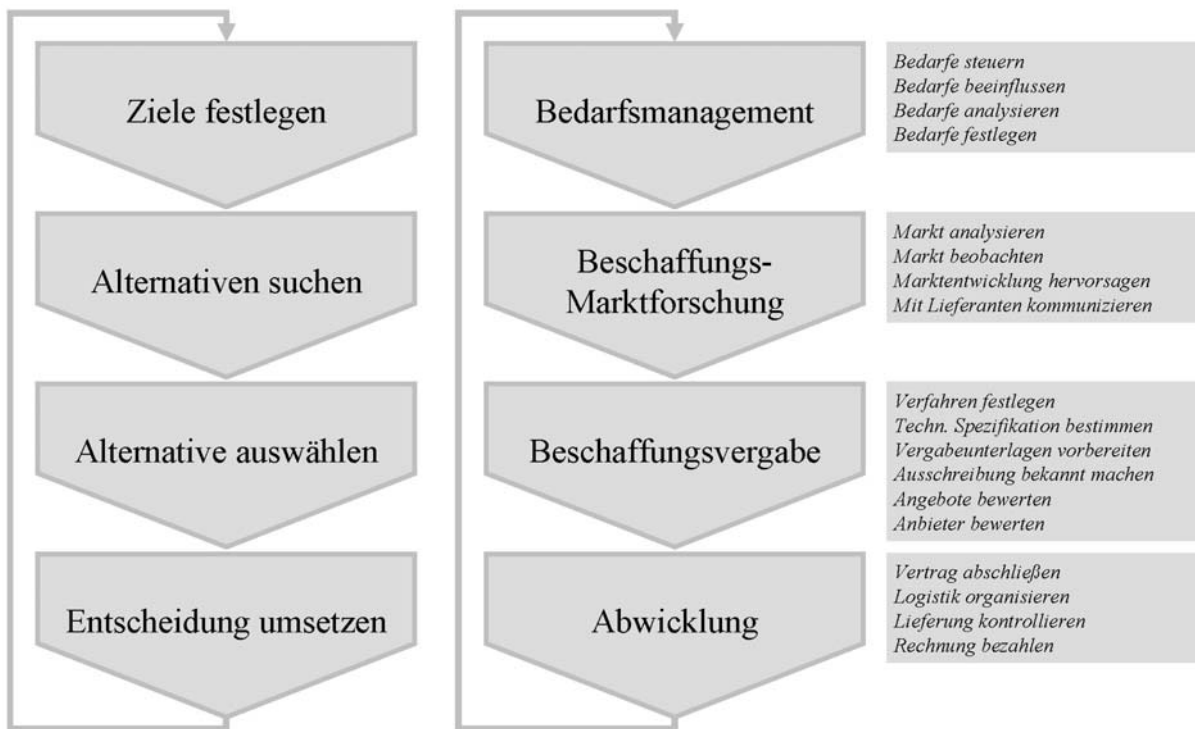 Ziele festlegen
Bedarfsmanagement
Bedarfe steuern
Bedarfe beeinflussen
Bedarfe analysieren
Bedarfe festlegen
Alternativen suchen
Beschaffungs-
Marktforschung
Markt analysieren
Markt beobachten
Marktentwicklung hervorsagen
Mit Lieferanten kommunizieren
Alternative auswählen
Beschaffungsvergabe
Verfahren festlegen
Techn. Spezifikation bestimmen
Vergabeunterlagen vorbereiten
Ausschreibung bekannt machen
Angebote bewerten
Anbieter bewerten
Entscheidung umsetzen
Abwicklung
Vertrag abschließen
Logistik organisieren
Lieferung kontrollieren
Rechnung bezahlen